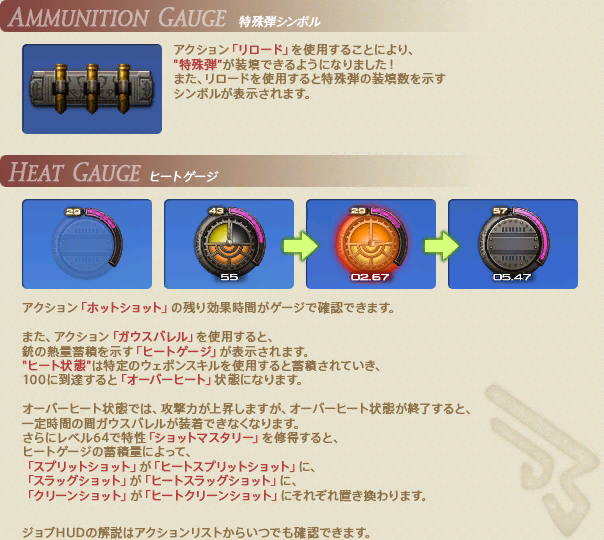 AMMUNITION GAUGE 特殊弾シンボル
アクション「リロード」を使用することにより、
"特殊弾"が装填できるようになりました！
また、リロードを使用すると特殊弾の装填数を示す
シンボルが表示されます。
HEAT GAUGE ヒートゲージ
29
43
29
57
55
02.67
05.47
アクション「ホットショット」の残り効果時間がゲージで確認できます。
また、アクション「ガウスバレル」を使用すると、
銃の熱量蓄積を示す「ヒートゲージ」が表示されます。
"ヒート状態"は特定のウェポンスキルを使用すると蓄積されていき、
100に到達すると「オーバーヒート」状態になります。
オーバーヒート状態では、攻撃力が上昇しますが、オーバーヒート状態が終了すると、
一定時間の間ガウスバレルが装着できなくなります。
さらにレベル64で特性「ショットマスタリー」を修得すると、
ヒートゲージの蓄積量によって、
「スプリットショット」が「ヒートスプリットショット」に、
「スラッグショット」が「ヒートスラッグショット」に、
「クリーンショット」が「ヒートクリーンショット」にそれぞれ置き換わります。
ジョブHUDの解説はアクションリストからいつでも確認できます。